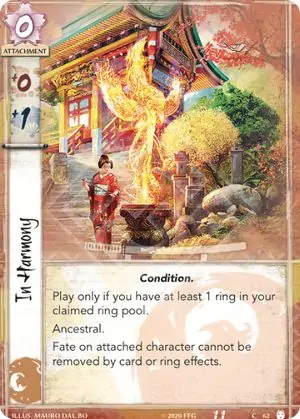 0
ATTACHMENT
+0
+1
In Harmony
Condition.
Play only if you have at least 1 ring in your
claimed ring pool.
Ancestral.
Fate on attached character cannot be
removed by card or ring effects.
ILLUS. MAURO DAL BO
© 2020 FFG
11
C 62